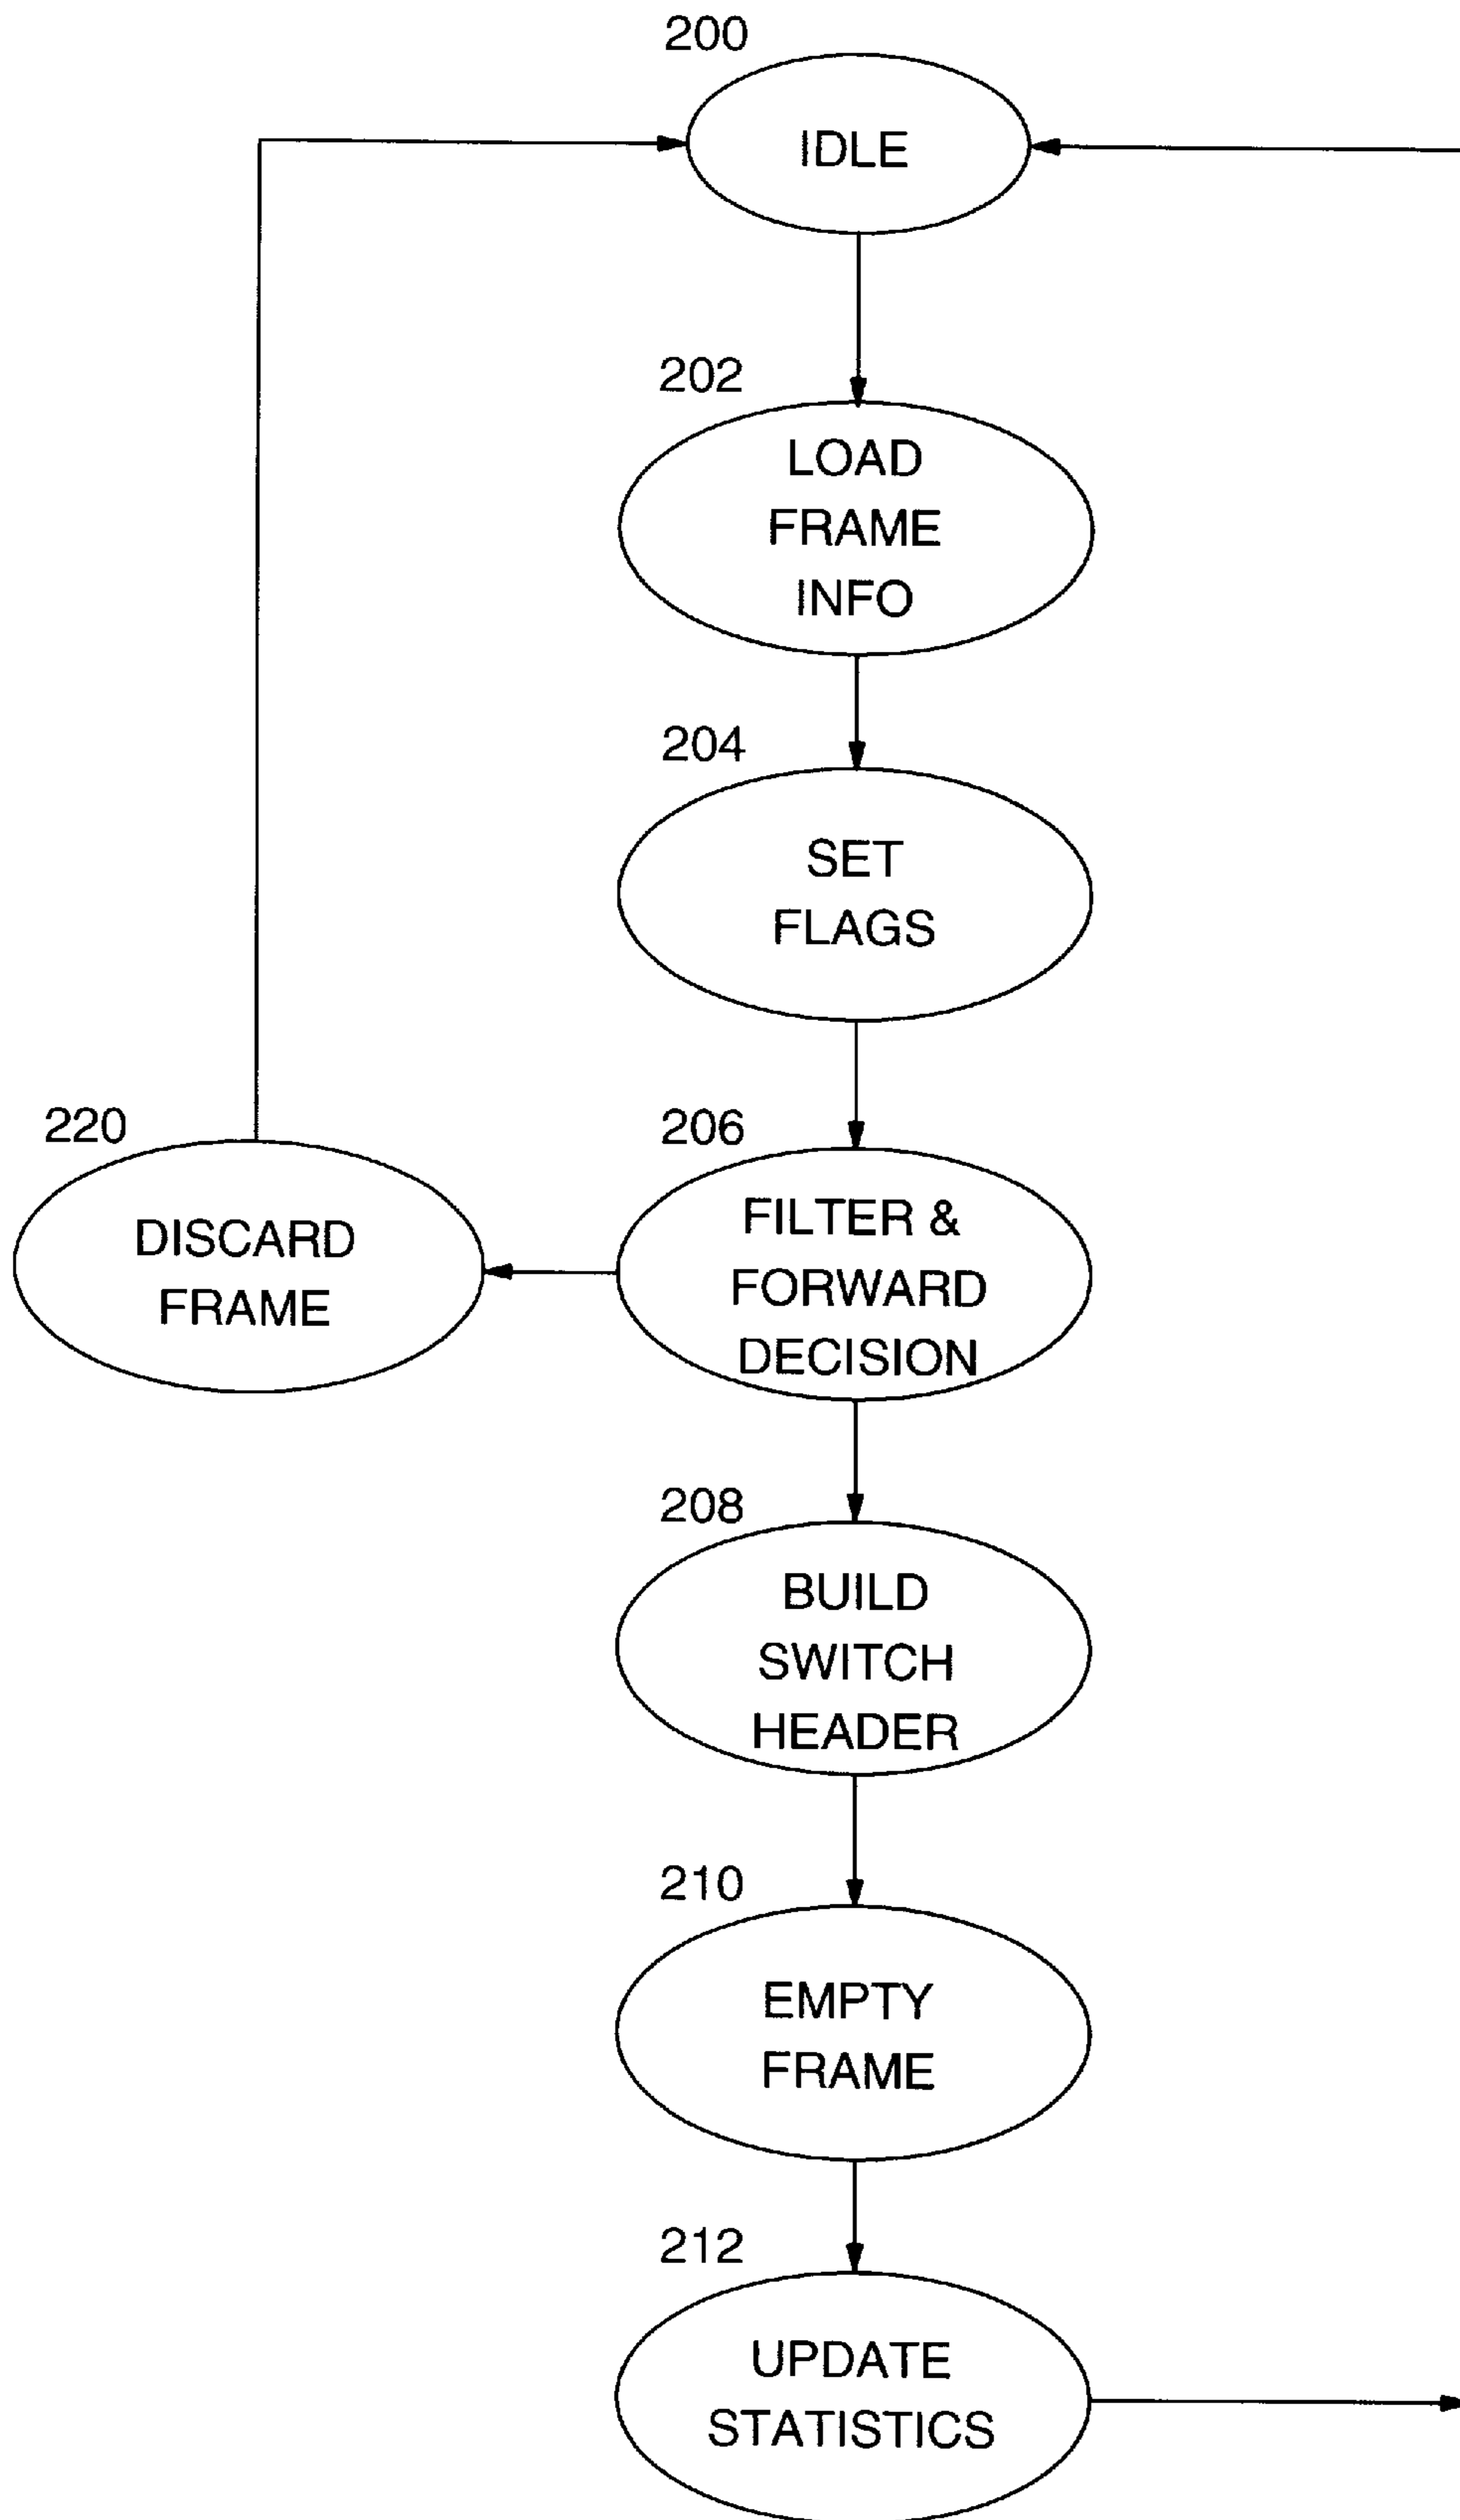 200
IDLE
202
LOAD
FRAME
INFO
204
SET
FLAGS
220
DISCARD
FRAME
206
FILTER &
FORWARD
DECISION
208
BUILD
SWITCH
HEADER
210
EMPTY
FRAME
212
UPDATE
STATISTICS